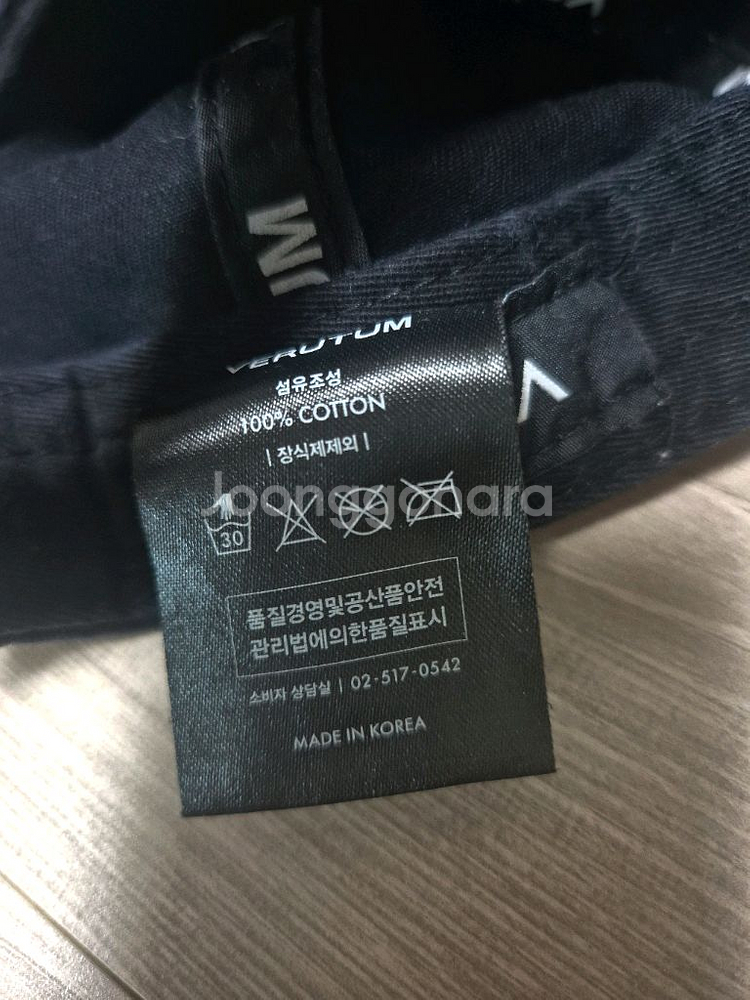 VERUTUM
섬유조성
100% COTTON
| 장식제제외 |
Joonggonara
30
품질경영및공산품안전
관리법에의한품질표시
소비자 상담실 | 02-517-0542
MADE IN KOREA